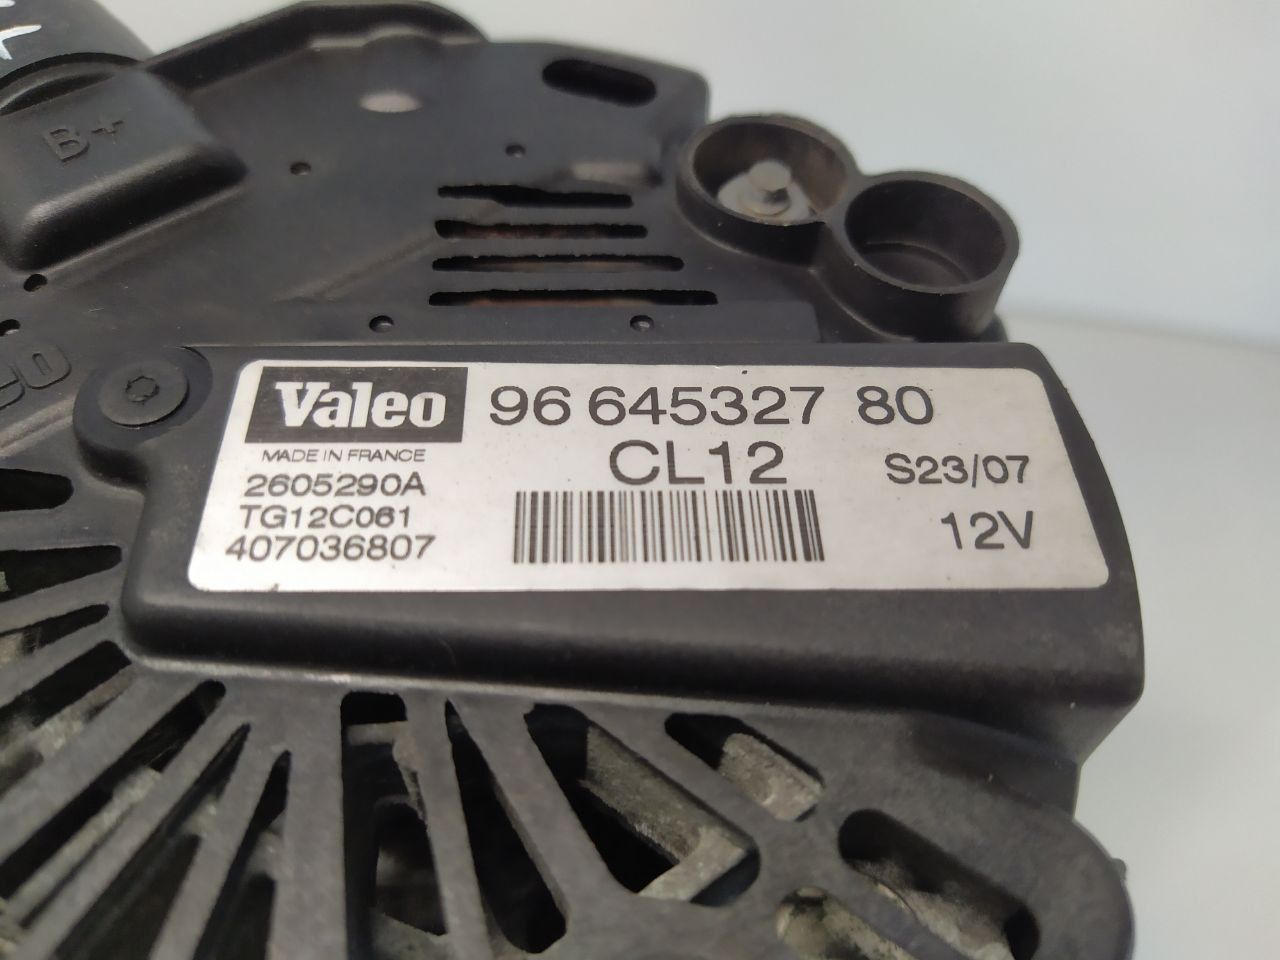 B+
Valeo 96 645327 80
MADE IN FRANCE CL12 S23/07
2605290A
TG12C061 12V
407036807